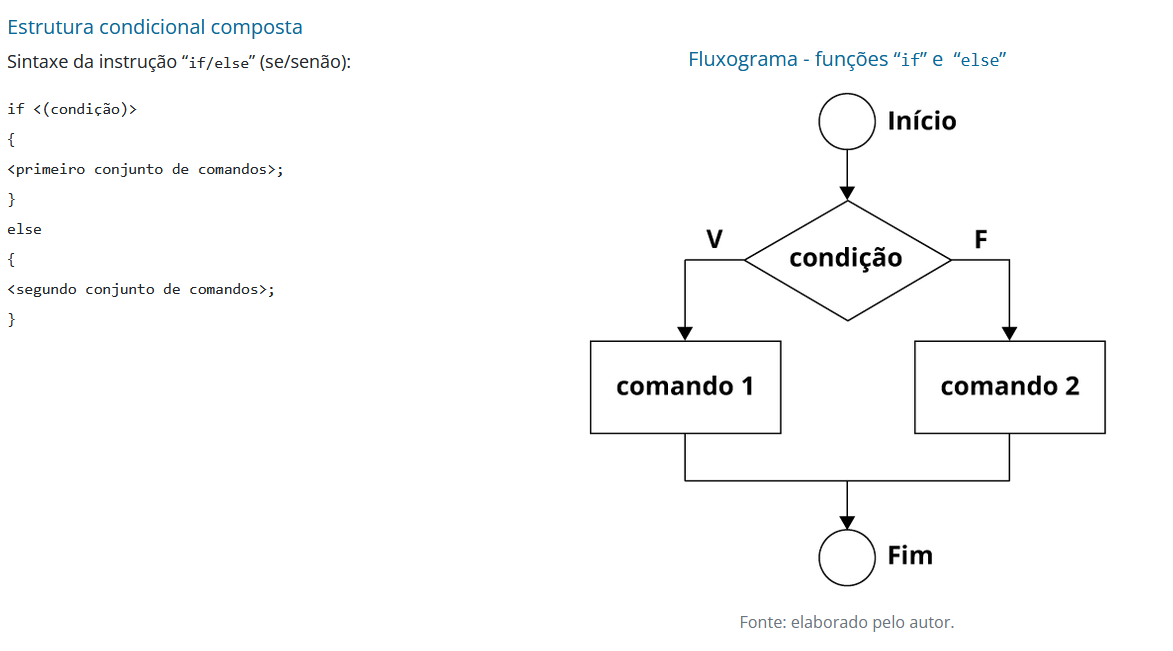 Estrutura condicional composta
Sintaxe da instrução “if/else” (se/senão):
if <(condição)>
{
<primeiro conjunto de comandos>;
}
else
{
<segundo conjunto de comandos>;
}
Fluxograma - funções “if” e “else”
Início
V
F
condição
comando 1
comando 2
Fim
Fonte: elaborado pelo autor.